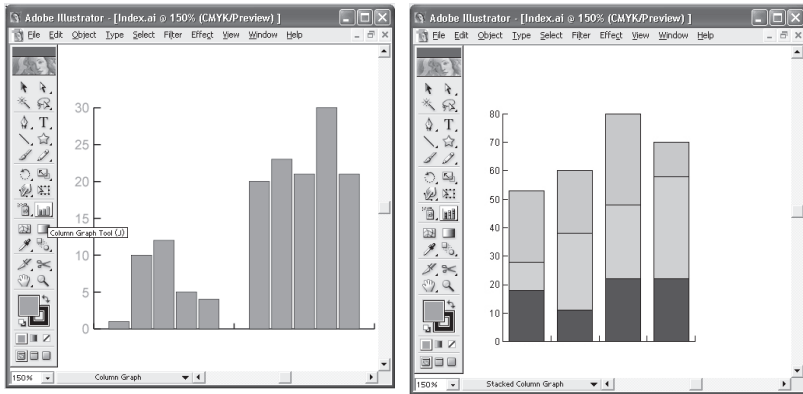 Adobe Illustrator - [Index.ai @ 150% (CMYK/Preview) ]
File Edit Object Type Select Filter Effect View Window Help
30
25
20
15
10
5
0
Column Graph Tool (J)
150%
Column Graph
Adobe Illustrator - [Index.ai @ 150% (CMYK/Preview) ]
File Edit Object Type Select Filter Effect View Window Help
80
70
60
50
40
30
20
10
0
150%
Stacked Column Graph